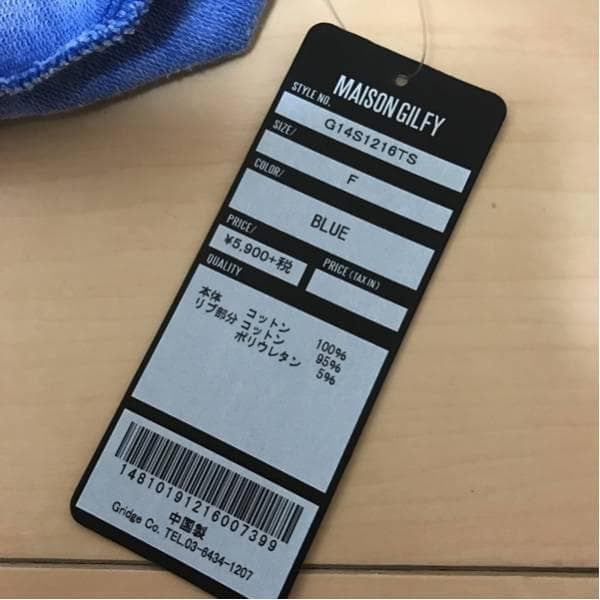 MAISON GILFY
STYLE NO.
G14S1216TS
SIZE/
F
COLOR/
BLUE
PRICE/
¥5,900+税
PRICE (TAX IN)
QUALITY
本体 コットン 100%
リブ部分 コットン 95%
ポリウレタン 5%
14810191216007399
中国製
Gridge Co. TEL.03-6434-1207